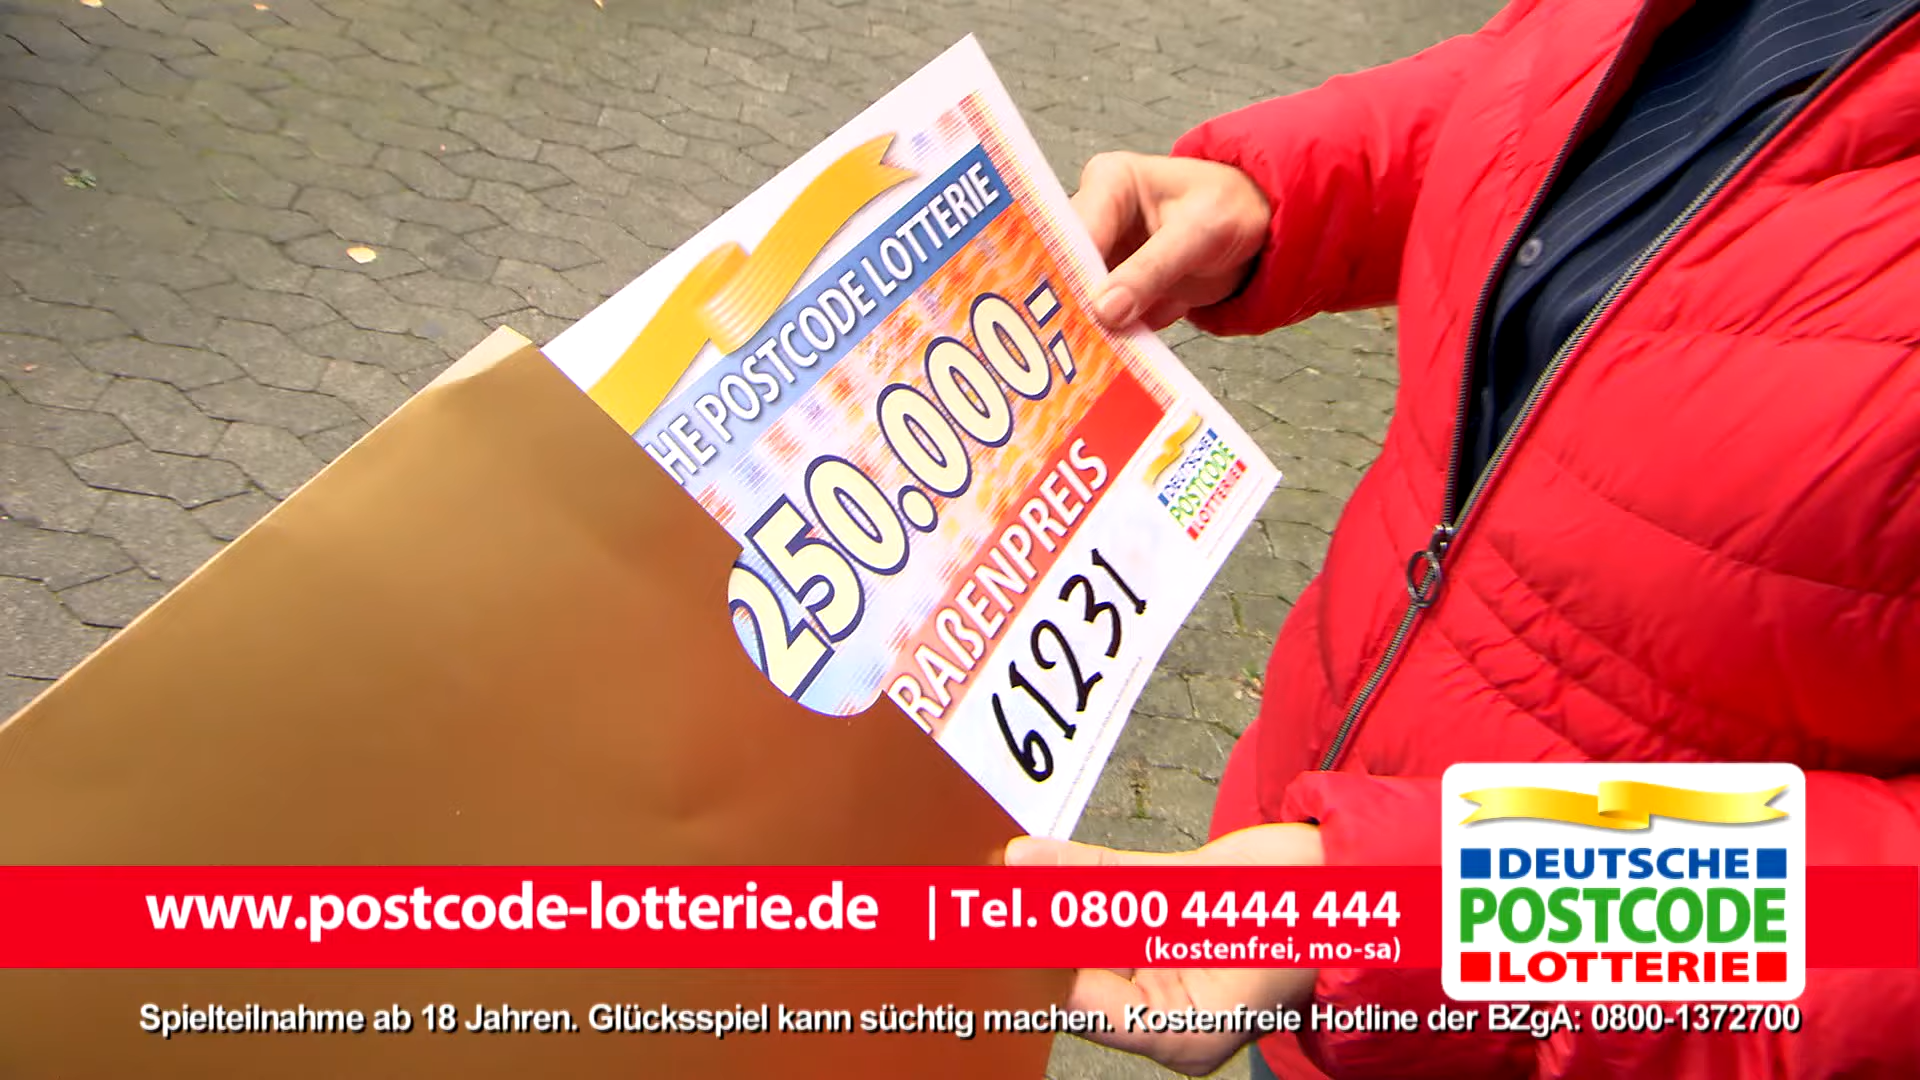 HE POSTCODE LOTTERIE
250.000,-
RAßENPREIS
61231
DEUTSCHE
POSTCODE
LOTTERIE
www.postcode-lotterie.de | Tel. 0800 4444 444
(kostenfrei, mo-sa)
DEUTSCHE
POSTCODE
LOTTERIE
Spielteilnahme ab 18 Jahren. Glücksspiel kann süchtig machen. Kostenfreie Hotline der BZgA: 0800-1372700